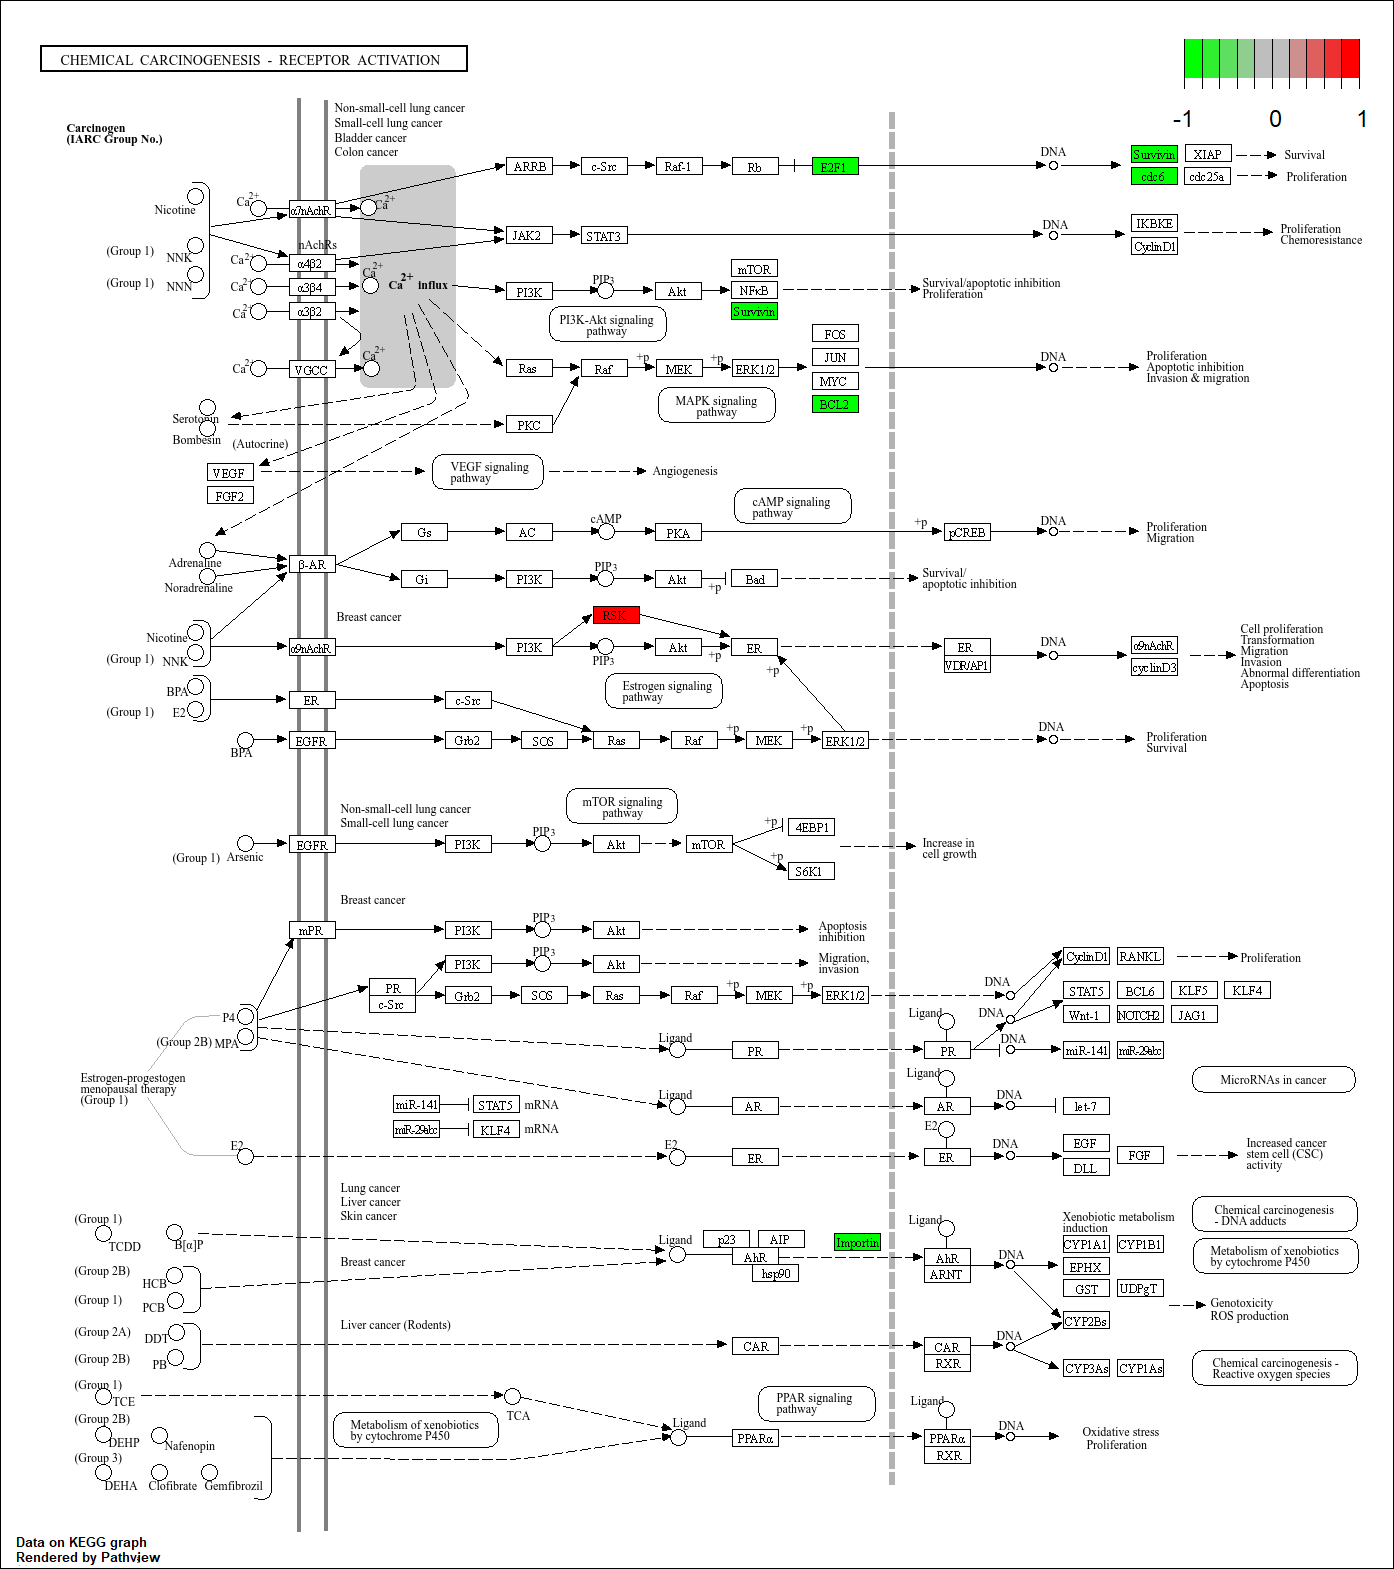 CHEMICAL CARCINOGENESIS - RECEPTOR ACTIVATION
-1 0 1
Carcinogen
(IARC Group No.)
Non-small-cell lung cancer
Small-cell lung cancer
Bladder cancer
Colon cancer
ARRB c-Src Raf-1 Rb E2F1 DNA Survivin XIAP Survival
cdc6 cdc25a Proliferation
Nicotine Ca2+ α7nAchR Ca2+
JAK2 STAT3 DNA IKBKE Proliferation
CyclinD1 Chemoresistance
(Group 1) NNK nAchRs
Ca2+ α4β2 Ca2+
(Group 1) NNN Ca2+ α3β4
Ca2+ influx
Ca2+ α3β2
PI3K PIP3 Akt mTOR
NFκB Survival/apoptotic inhibition
Survivin Proliferation
PI3K-Akt signaling
pathway
Ca2+ VGCC Ca2+
Ras Raf +p MEK +p ERK1/2 FOS
JUN DNA Proliferation
MYC Apoptotic inhibition
BCL2 Invasion & migration
MAPK signaling
pathway
Serotonin
Bombesin (Autocrine) PKC
VEGF VEGF signaling
pathway Angiogenesis
FGF2
cAMP signaling
pathway
Gs AC cAMP PKA +p pCREB DNA Proliferation
Migration
Adrenaline
Noradrenaline β-AR
Gi PI3K PIP3 Akt +p Bad Survival/
apoptotic inhibition
Breast cancer
RSK
Nicotine
(Group 1) NNK α9nAchR PI3K PIP3 Akt +p ER ER
VDR/AP1 DNA α9nAchR
cyclinD3
Cell proliferation
Transformation
Migration
Invasion
Abnormal differentiation
Apoptosis
+p
Estrogen signaling
pathway
BPA
(Group 1) E2 ER c-Src
BPA EGFR Grb2 SOS Ras Raf +p MEK +p ERK1/2 DNA Proliferation
Survival
Non-small-cell lung cancer
Small-cell lung cancer
mTOR signaling
pathway
(Group 1) Arsenic EGFR PI3K PIP3 Akt mTOR +p 4EBP1
+p S6K1
Increase in
cell growth
Breast cancer
mPR PI3K PIP3 Akt Apoptosis
inhibition
PI3K PIP3 Akt Migration,
invasion
PR
c-Src Grb2 SOS Ras Raf +p MEK +p ERK1/2 DNA
CyclinD1 RANKL Proliferation
STAT5 BCL6 KLF5 KLF4
Wnt-1 NOTCH2 JAG1
P4
(Group 2B) MPA
Ligand PR Ligand PR DNA
DNA miR-141 miR-29abc
Estrogen-progestogen
menopausal therapy
(Group 1)
MicroRNAs in cancer
miR-141 STAT5 mRNA
miR-29abc KLF4 mRNA
Ligand AR Ligand AR DNA let-7
E2 E2 ER E2 ER DNA EGF
DLL FGF
Increased cancer
stem cell (CSC)
activity
Lung cancer
Liver cancer
Skin cancer
(Group 1) TCDD B[α]P
Breast cancer
(Group 2B) HCB
(Group 1) PCB
Ligand p23 AIP
AhR
hsp90
Importin
Ligand AhR
ARNT DNA
Xenobiotic metabolism
induction
CYP1A1 CYP1B1
EPHX
GST UDPgT
CYP2Bs
Chemical carcinogenesis
- DNA adducts
Metabolism of xenobiotics
by cytochrome P450
Genotoxicity
ROS production
Liver cancer (Rodents)
(Group 2A) DDT
(Group 2B) PB
CAR CAR
RXR DNA CYP3As CYP1As
Chemical carcinogenesis -
Reactive oxygen species
(Group 1) TCE TCA
(Group 2B) DEHP Nafenopin
(Group 3) DEHA Clofibrate Gemfibrozil
Metabolism of xenobiotics
by cytochrome P450
PPAR signaling
pathway
Ligand PPARα Ligand PPARα
RXR DNA Oxidative stress
Proliferation
Data on KEGG graph
Rendered by Pathview